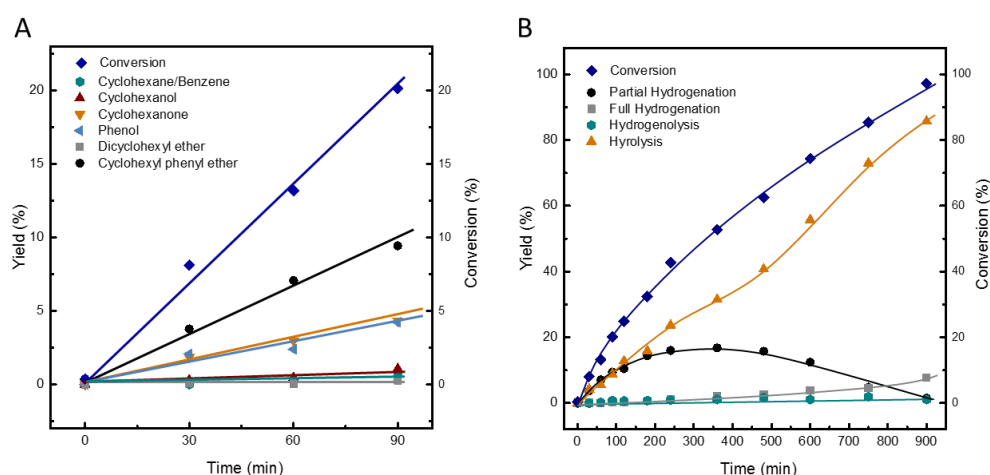 A
Yield (%)
20
15
10
5
0
Conversion
Cyclohexane/Benzene
Cyclohexanol
Cyclohexanone
Phenol
Dicyclohexyl ether
Cyclohexyl phenyl ether
20
15
10
5
0
Conversion (%)
0 30 60 90
Time (min)
B
Yield (%)
100
80
60
40
20
0
Conversion
Partial Hydrogenation
Full Hydrogenation
Hydrogenolysis
Hyrolysis
100
80
60
40
20
0
Conversion (%)
0 100 200 300 400 500 600 700 800 900
Time (min)